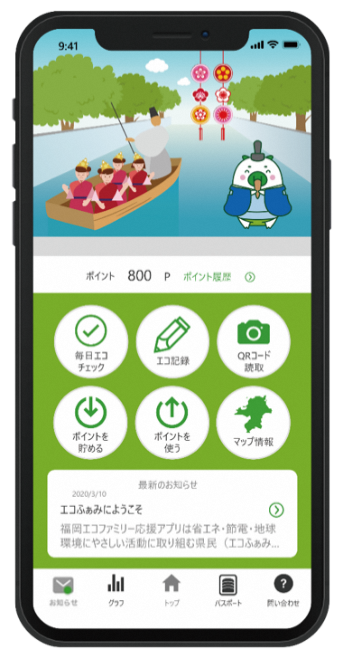 9:41
ポイント 800 P ポイント履歴
毎日エコ
チェック
エコ記録
QRコード
読取
ポイントを
貯める
ポイントを
使う
マップ情報
最新のお知らせ
2020/3/10
エコふぁみにようこそ
福岡エコファミリー応援アプリは省エネ・節電・地球
環境にやさしい活動に取り組む県民（エコふぁみ...
お知らせ グラフ トップ パスポート 問い合わせ